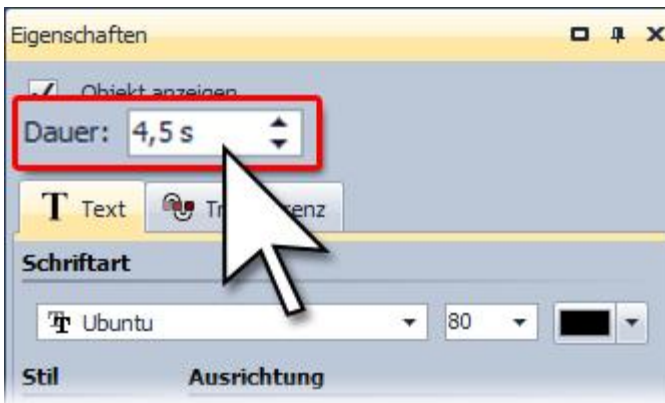 Eigenschaften
Objekt anzeigen
Dauer: 4,5 s
T Text
Schriftart
Ubuntu 80
Stil Ausrichtung